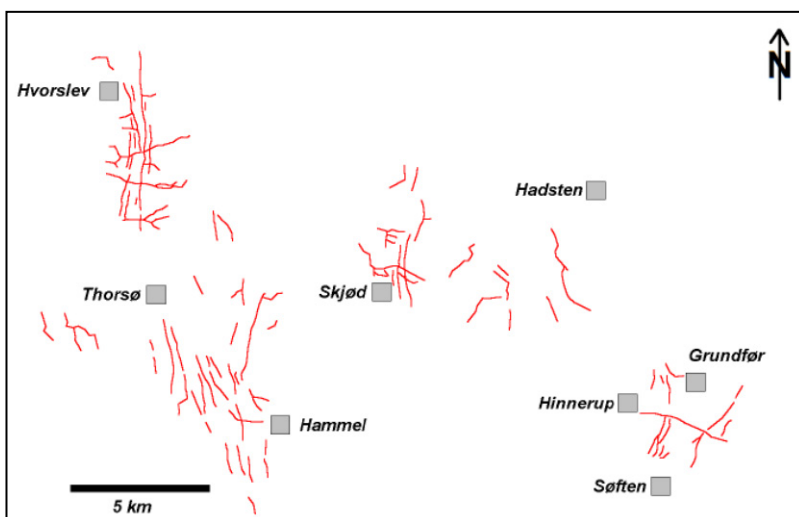 N
Hvorslev
Hadsten
Thorsø
Skjød
Grundfør
Hinnerup
Hammel
Søften
5 km